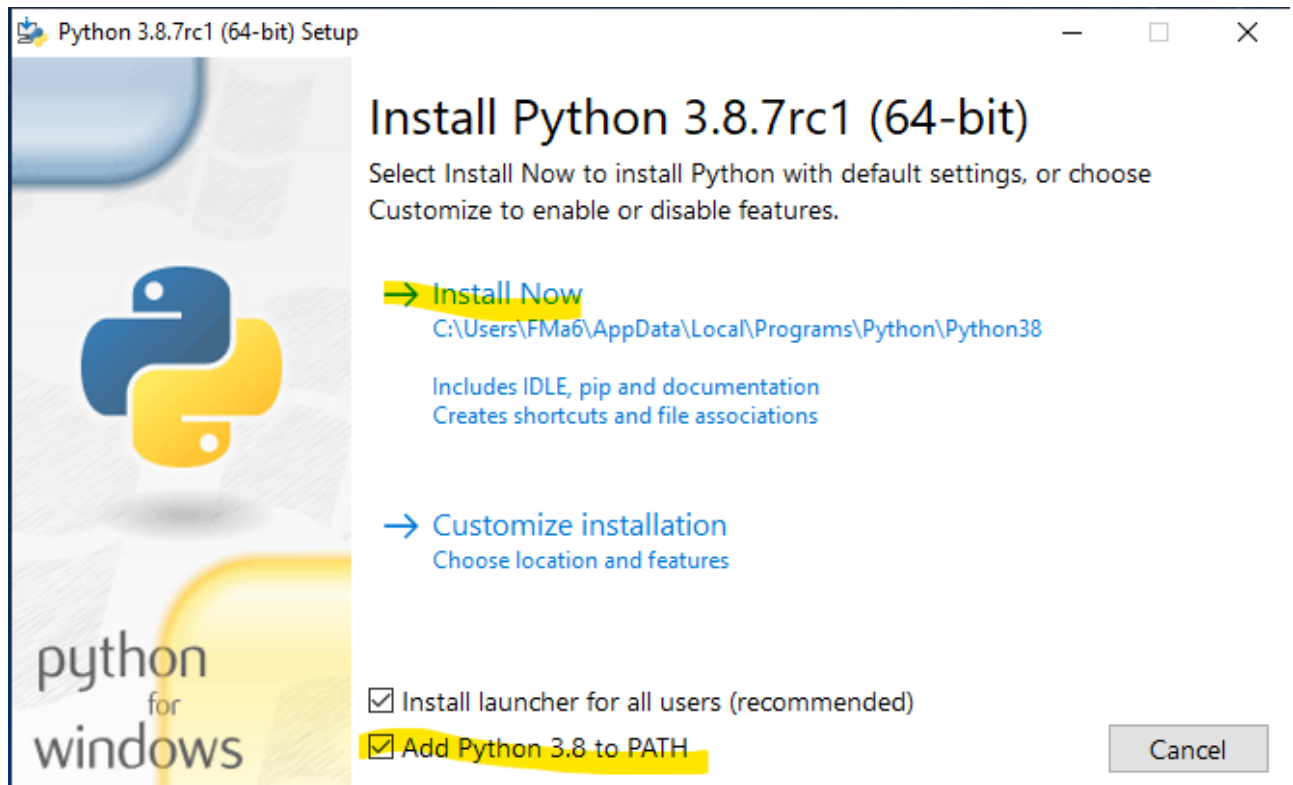 Python 3.8.7rc1 (64-bit) Setup
Install Python 3.8.7rc1 (64-bit)
Select Install Now to install Python with default settings, or choose
Customize to enable or disable features.
Install Now
C:\Users\FMa6\AppData\Local\Programs\Python\Python38
Includes IDLE, pip and documentation
Creates shortcuts and file associations
Customize installation
Choose location and features
python
for
windows
Install launcher for all users (recommended)
Add Python 3.8 to PATH
Cancel